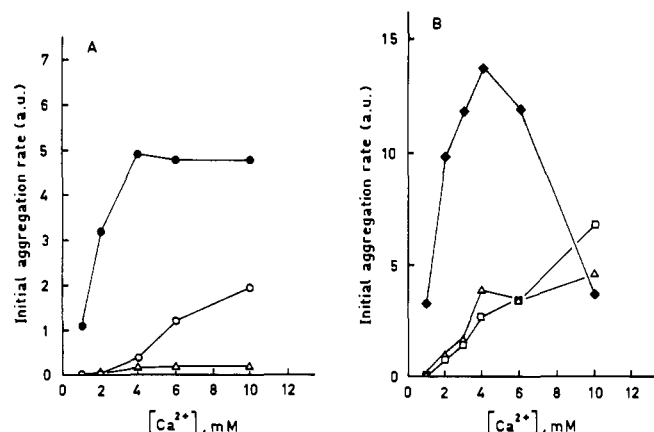 A
Initial aggregation rate (a.u.)
7
6
5
4
3
2
1
0
0 2 4 6 8 10 12
[Ca²⁺], mM
B
Initial aggregation rate (a.u.)
15
10
5
0
0 2 4 6 8 10 12
[Ca²⁺], mM